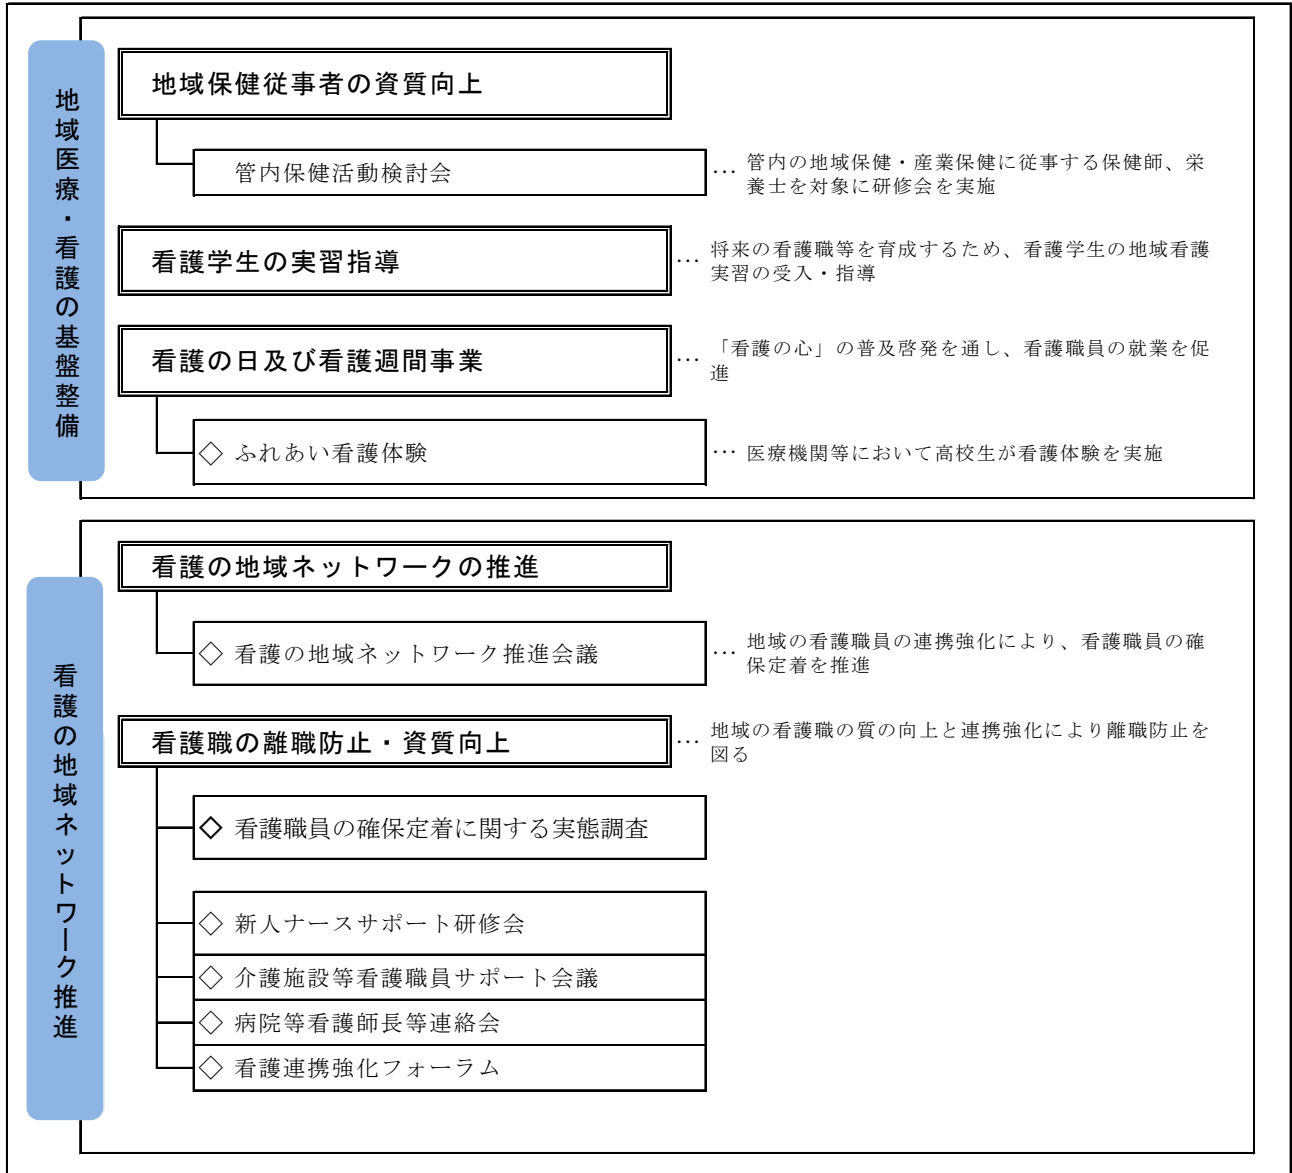 地域医療・看護の基盤整備
地域保健従事者の資質向上
管内保健活動検討会
… 管内の地域保健・産業保健に従事する保健師、栄
養士を対象に研修会を実施
看護学生の実習指導
… 将来の看護職等を育成するため、看護学生の地域看護
実習の受入・指導
看護の日及び看護週間事業
… 「看護の心」の普及啓発を通し、看護職員の就業を促
進
◇ ふれあい看護体験
… 医療機関等において高校生が看護体験を実施
看護の地域ネットワーク推進
看護の地域ネットワークの推進
◇ 看護の地域ネットワーク推進会議
… 地域の看護職員の連携強化により、看護職員の確
保定着を推進
看護職の離職防止・資質向上
… 地域の看護職の質の向上と連携強化により離職防止を
図る
◇ 看護職員の確保定着に関する実態調査
◇ 新人ナースサポート研修会
◇ 介護施設等看護職員サポート会議
◇ 病院等看護師長等連絡会
◇ 看護連携強化フォーラム